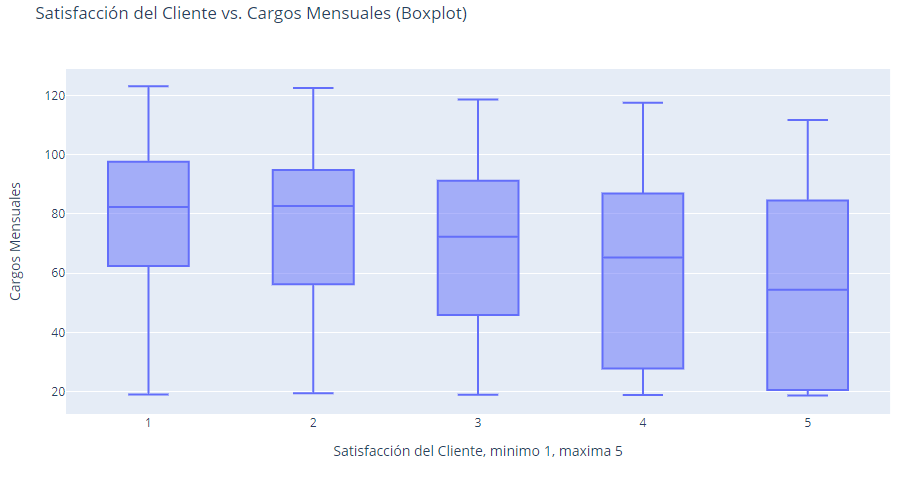 Satisfacción del Cliente vs. Cargos Mensuales (Boxplot)
Cargos Mensuales
120
100
80
60
40
20
1 2 3 4 5
Satisfacción del Cliente, minimo 1, maxima 5